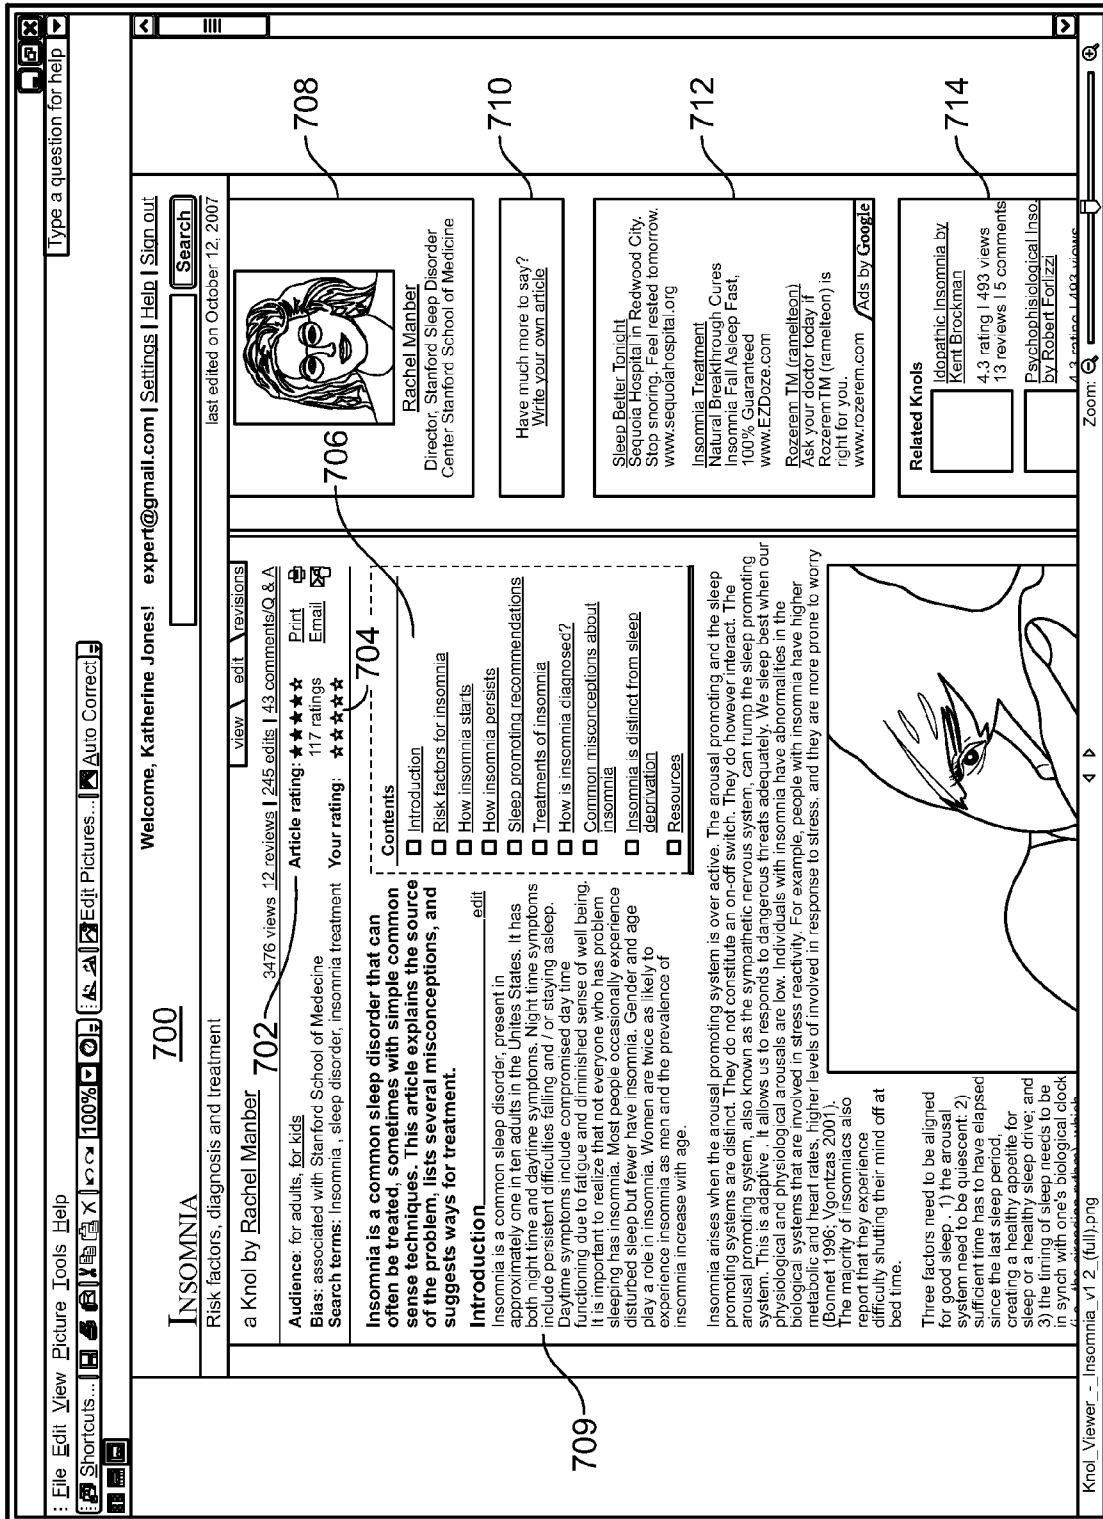 Type a question for help
: File Edit View Picture Tools Help
Shortcuts... 100% Edit Pictures... Auto Correct
Welcome, Katherine Jones! expert@gmail.com | Settings | Help | Sign out
700
Search
INSOMNIA
Risk factors, diagnosis and treatment
last edited on October 12, 2007
view edit revisions
a Knol by Rachel Manber
702
3476 views 12 reviews | 245 edits | 43 comments/Q & A
Audience: for adults, for kids
Article rating: ★★★★★
Print
Bias: associated with Stanford School of Medecine
117 ratings
Email
Search terms: Insomnia , sleep disorder, insomnia treatment
Your rating: ★★★★★
704
706
Insomnia is a common sleep disorder that can
often be treated, sometimes with simple common
sense techniques. This article explains the source
of the problem, lists several misconceptions, and
suggests ways for treatment.
Contents
Introduction
Risk factors for insomnia
How insomnia starts
How insomnia persists
Sleep promoting recommendations
Treatments of insomnia
How is insomnia diagnosed?
Common misconceptions about
insomnia
Insomnia is distinct from sleep
deprivation
Resources
Introduction edit
Insomnia is a common sleep disorder, present in
approximately one in ten adults in the Unites States. It has
both night time and daytime symptoms. Night time symptoms
include persistent difficulties falling and / or staying asleep.
Daytime symptoms include compromised day time
functioning due to fatigue and diminished sense of well being.
It is important to realize that not everyone who has problem
sleeping has insomnia. Most people occasionally experience
disturbed sleep but fewer have insomnia. Gender and age
play a role in insomnia. Women are twice as likely to
experience insomnia as men and the prevalence of
insomnia increase with age.
709
Insomnia arises when the arousal promoting system is over active. The arousal promoting and the sleep
promoting systems are distinct. They do not constitute an on-off switch. They do however interact. The
arousal promoting system, also known as the sympathetic nervous system, can trump the sleep promoting
system. This is adaptive . It allows us to responds to dangerous threats adequately. We sleep best when our
physiological and physiological arousals are low. Individuals with insomnia have abnormalities in the
biological systems that are involved in stress reactivity. For example, people with insomnia have higher
metabolic and heart rates, higher levels of involved in response to stress, and they are more prone to worry
(Bonnet 1996; Vgontzas 2001).
The majority of insomniacs also
report that they experience
difficulty shutting their mind off at
bed time.
Three factors need to be aligned
for good sleep. . 1) the arousal
system need to be quiescent: 2)
sufficient time has to have elapsed
since the last sleep period,
creating a healthy appetite for
sleep or a healthy sleep drive; and
3) the timing of sleep needs to be
in synch with one's biological clock
708
Rachel Manber
Director, Stanford Sleep Disorder
Center Stanford School of Medicine
710
Have much more to say?
Write your own article
712
Sleep Better Tonight
Sequoia Hospital in Redwood City.
Stop snoring. Feel rested tomorrow.
www.sequoiahospital.org
Insomnia Treatment
Natural Breakthrough Cures
Insomnia Fall Asleep Fast,
100% Guaranteed
www.EZDoze.com
Rozerem TM (ramelteon)
Ask your doctor today if
RozeremTM (ramelteon) is
right for you.
www.rozerem.com
Ads by Google
714
Related Knols
Idopathic Insomnia by
Kent Brockman
4.3 rating | 493 views
13 reviews | 5 comments
Psychophisiological Inso.
by Robert Forlizzi
4.3 rating | 493 views
Knol_Viewer_-_Insomnia_v12_(full).png
Zoom: